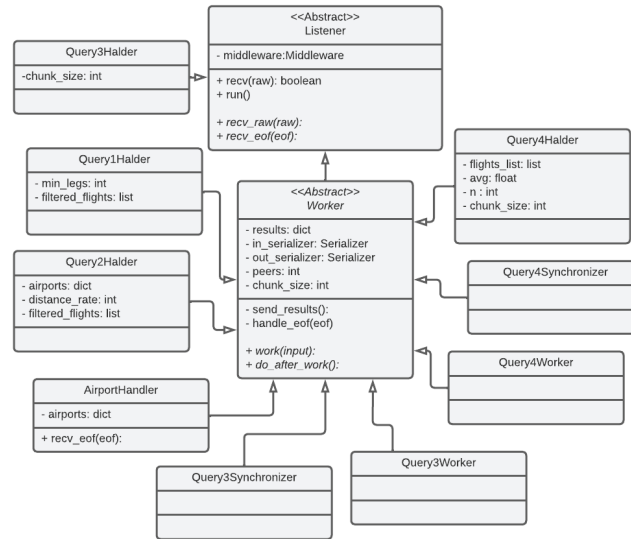 <<Abstract>>
Listener
- middleware:Middleware
+ recv(raw): boolean
+ run()
+ recv_raw(raw):
+ recv_eof(eof):
Query3Halder
-chunk_size: int
Query1Halder
- min_legs: int
- filtered_flights: list
Query4Halder
- flights_list: list
- avg: float
- n : int
- chunk_size: int
<<Abstract>>
Worker
- results: dict
- in_serializer: Serializer
- out_serializer: Serializer
- peers: int
- chunk_size: int
- send_results():
- handle_eof(eof)
+ work(input):
+ do_after_work():
Query2Halder
- airports: dict
- distance_rate: int
- filtered_flights: list
Query4Synchronizer
Query4Worker
AirportHandler
- airports: dict
+ recv_eof(eof):
Query3Synchronizer
Query3Worker